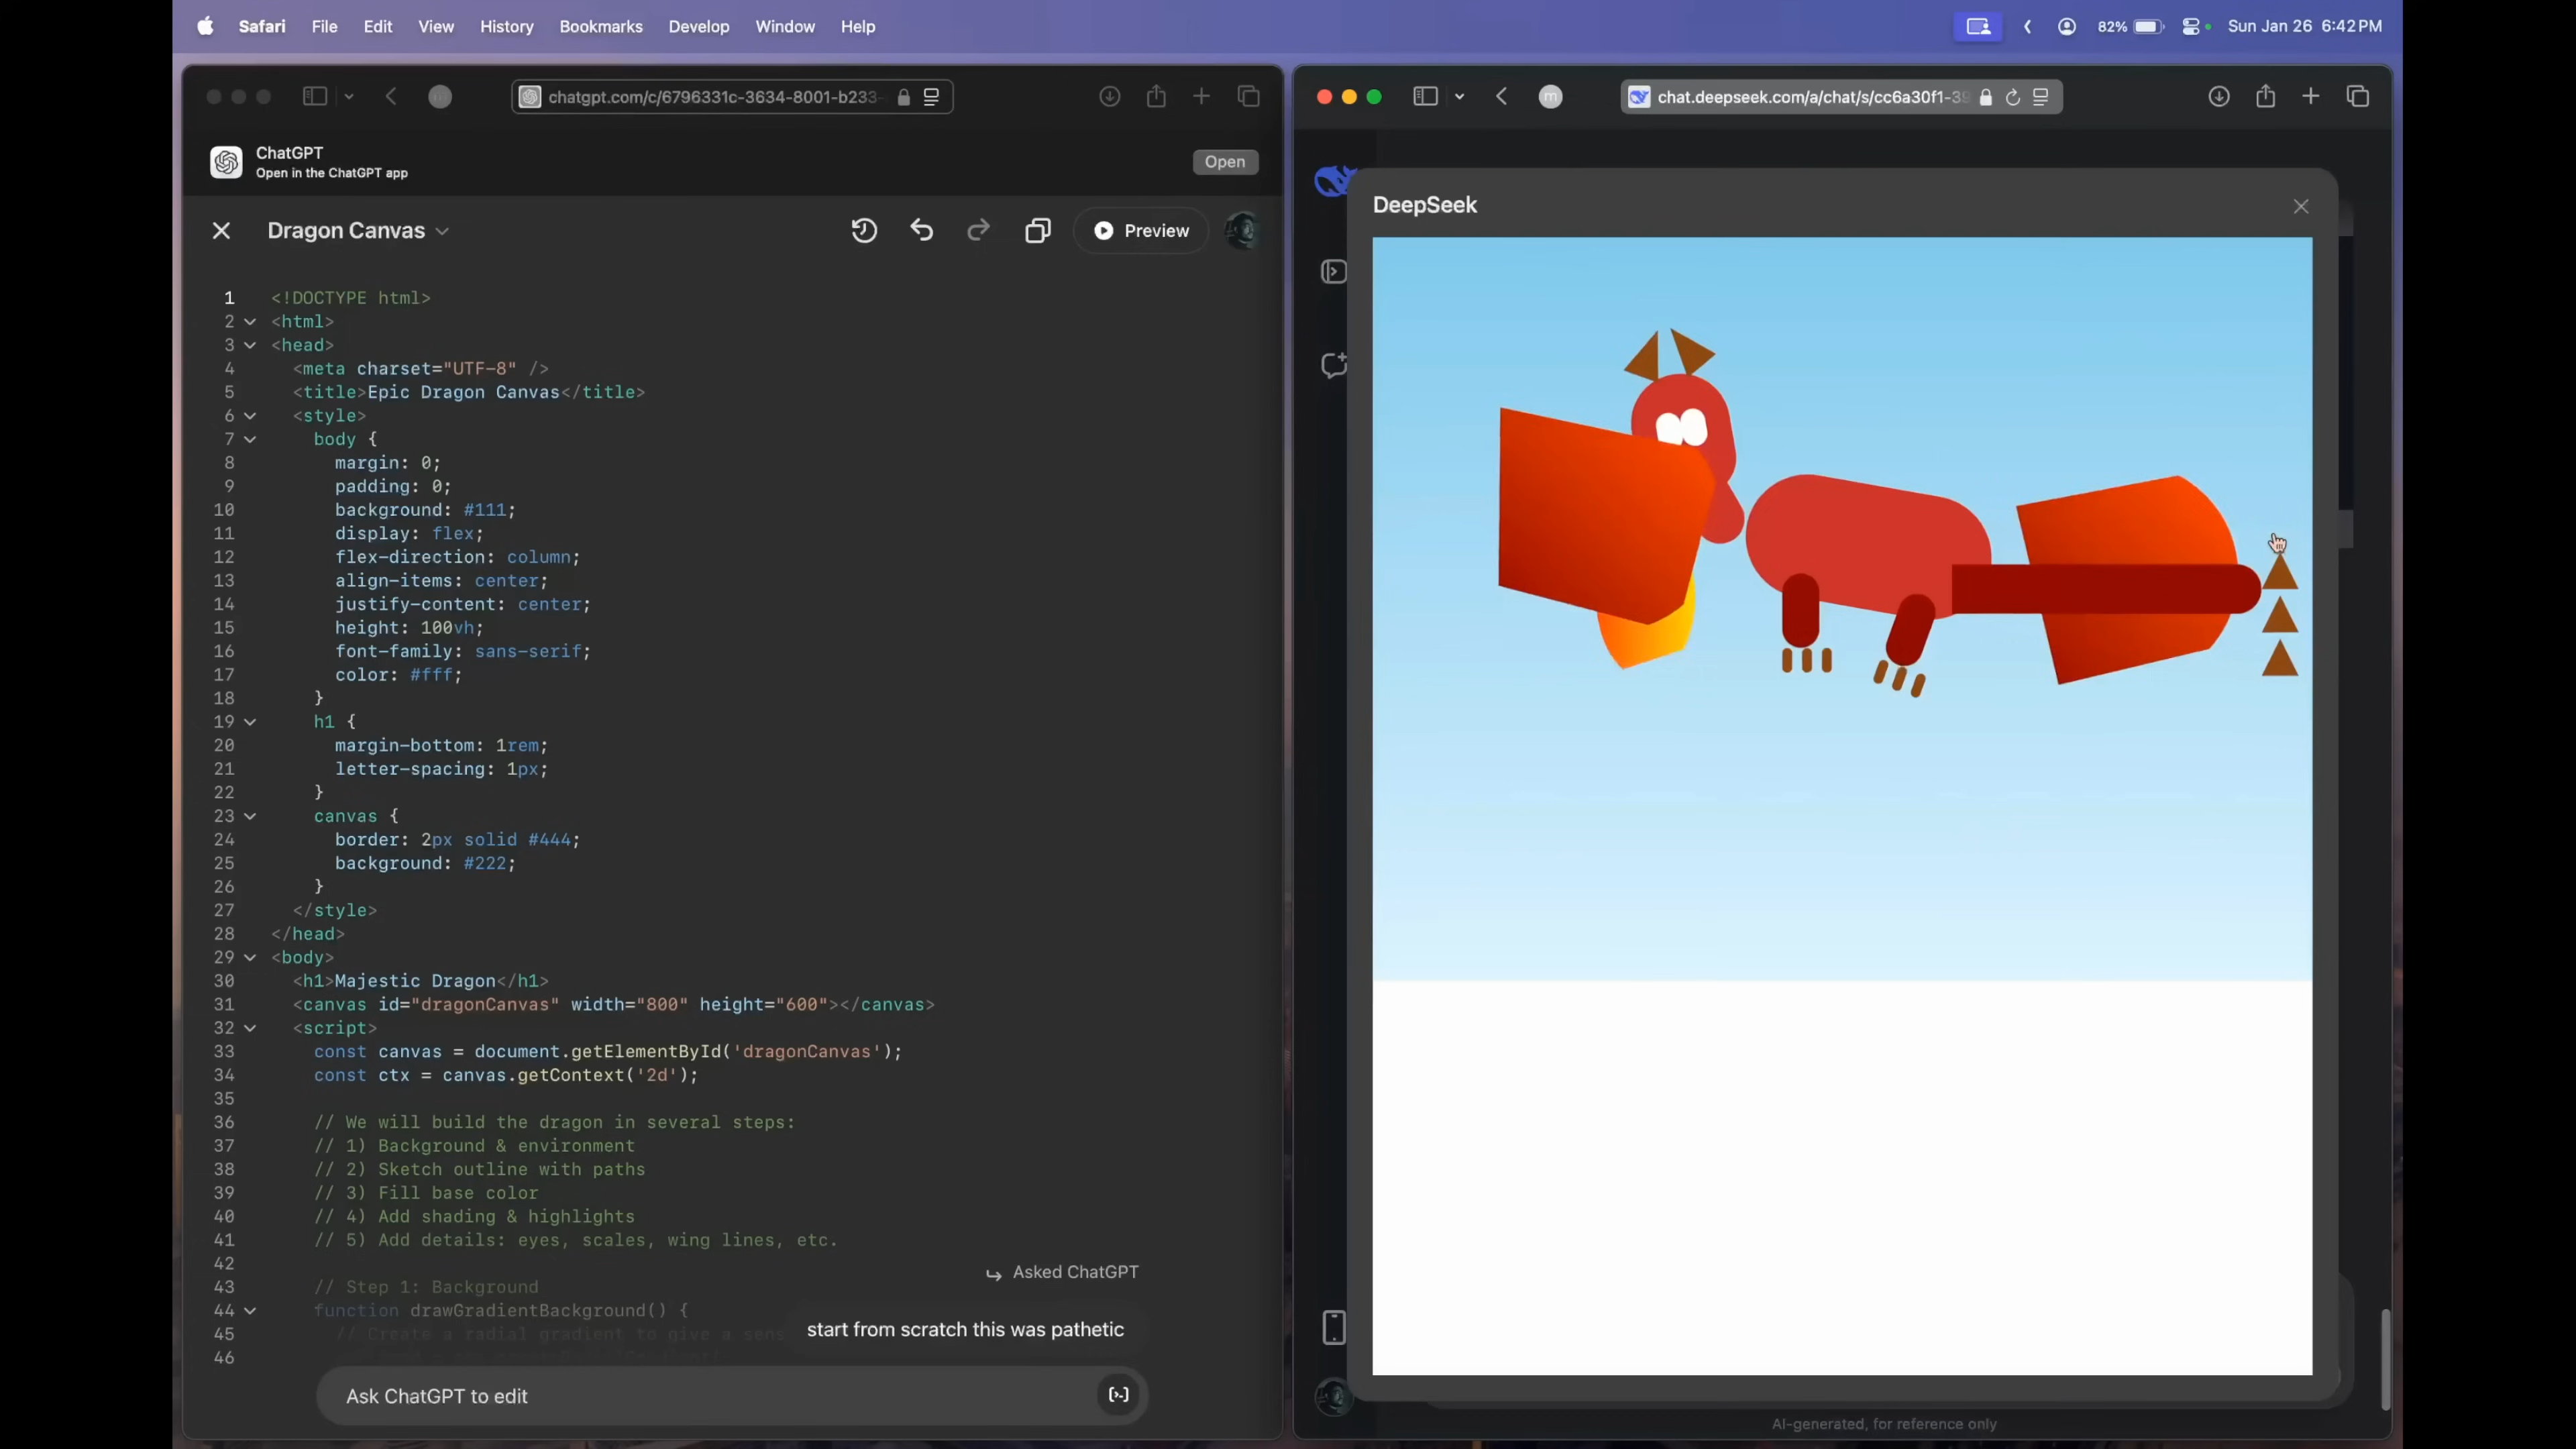 Safari File Edit View History Bookmarks Develop Window Help
82% Sun Jan 26 6:42 PM
chatgpt.com/c/6796331c-3634-8001-b233-
ChatGPT
Open in the ChatGPT app
Open
Dragon Canvas
Preview
1 <!DOCTYPE html>
2 <html>
3 <head>
4 <meta charset="UTF-8" />
5 <title>Epic Dragon Canvas</title>
6 <style>
7 body {
8 margin: 0;
9 padding: 0;
10 background: #111;
11 display: flex;
12 flex-direction: column;
13 align-items: center;
14 justify-content: center;
15 height: 100vh;
16 font-family: sans-serif;
17 color: #fff;
18 }
19 h1 {
20 margin-bottom: 1rem;
21 letter-spacing: 1px;
22 }
23 canvas {
24 border: 2px solid #444;
25 background: #222;
26 }
27 </style>
28 </head>
29 <body>
30 <h1>Majestic Dragon</h1>
31 <canvas id="dragonCanvas" width="800" height="600"></canvas>
32 <script>
33 const canvas = document.getElementById('dragonCanvas');
34 const ctx = canvas.getContext('2d');
35
36 // We will build the dragon in several steps:
37 // 1) Background & environment
38 // 2) Sketch outline with paths
39 // 3) Fill base color
40 // 4) Add shading & highlights
41 // 5) Add details: eyes, scales, wing lines, etc.
42
43 // Step 1: Background
44 function drawGradientBackground() {
45 // Create a radial gradient to give a sens
46
Asked ChatGPT
start from scratch this was pathetic
Ask ChatGPT to edit
m
chat.deepseek.com/a/chat/s/cc6a30f1-39
DeepSeek
AI-generated, for reference only